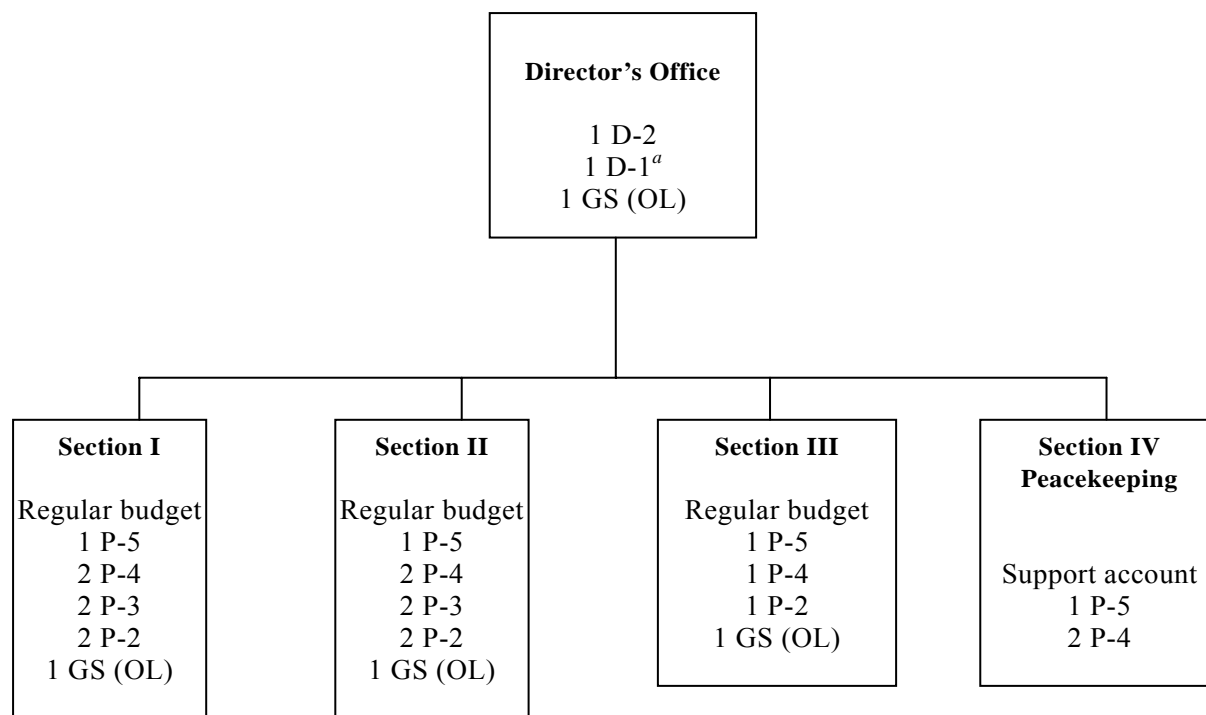 Director’s Office
1 D-2
1 D-1a
1 GS (OL)
Section I
Regular budget
1 P-5
2 P-4
2 P-3
2 P-2
1 GS (OL)
Section II
Regular budget
1 P-5
2 P-4
2 P-3
2 P-2
1 GS (OL)
Section III
Regular budget
1 P-5
1 P-4
1 P-2
1 GS (OL)
Section IV
Peacekeeping
Support account
1 P-5
2 P-4